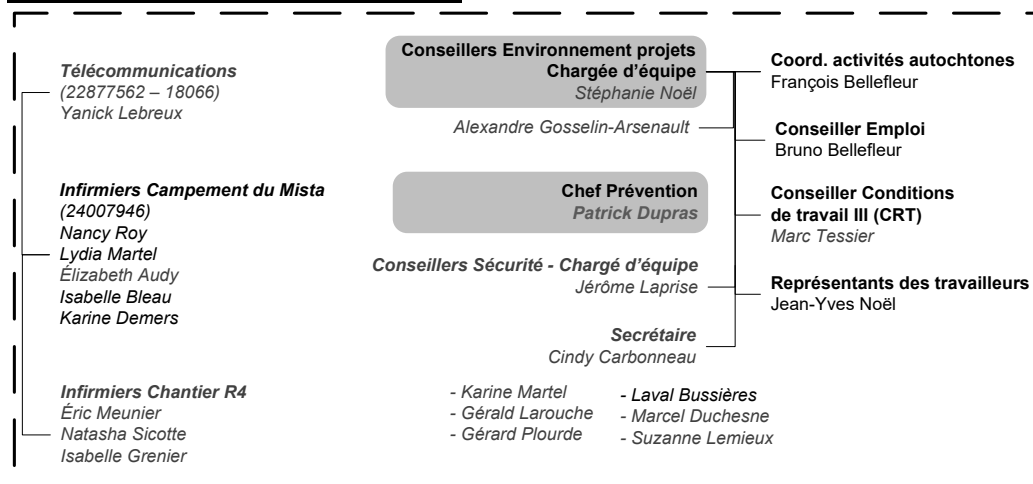 Télécommunications
(22877562 – 18066)
Yanick Lebreux
Infirmiers Campement du Mista
(24007946)
Nancy Roy
Lydia Martel
Élizabeth Audy
Isabelle Bleau
Karine Demers
Infirmiers Chantier R4
Éric Meunier
Natasha Sicotte
Isabelle Grenier
Conseillers Environnement projets
Chargée d’équipe
Stéphanie Noël
Alexandre Gosselin-Arsenault
Chef Prévention
Patrick Dupras
Conseillers Sécurité - Chargé d’équipe
Jérôme Laprise
Secrétaire
Cindy Carbonneau
- Karine Martel
- Gérald Larouche
- Gérard Plourde
- Laval Bussières
- Marcel Duchesne
- Suzanne Lemieux
Coord. activités autochtones
François Bellefleur
Conseiller Emploi
Bruno Bellefleur
Conseiller Conditions
de travail III (CRT)
Marc Tessier
Représentants des travailleurs
Jean-Yves Noël